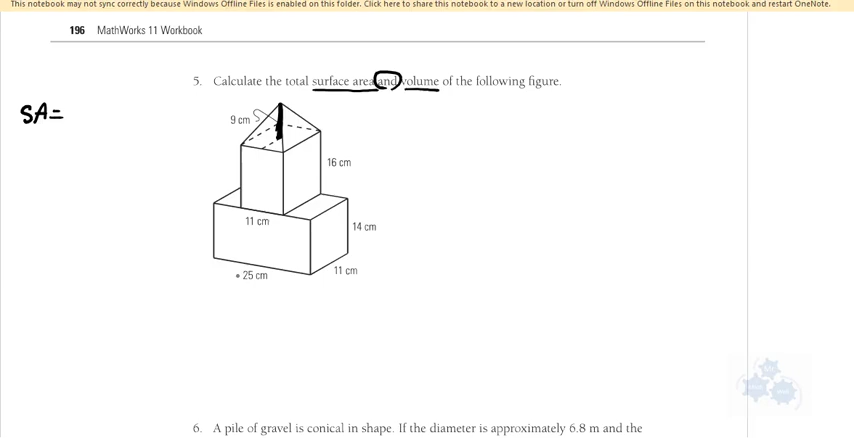 This notebook may not sync correctly because Windows Offline Files is enabled on this folder. Click here to share this notebook to a new location or turn off Windows Offline Files on this notebook and restart OneNote.
196 MathWorks 11 Workbook
5. Calculate the total surface area and volume of the following figure.
SA=
9 cm
16 cm
11 cm
14 cm
25 cm
11 cm
6. A pile of gravel is conical in shape. If the diameter is approximately 6.8 m and the